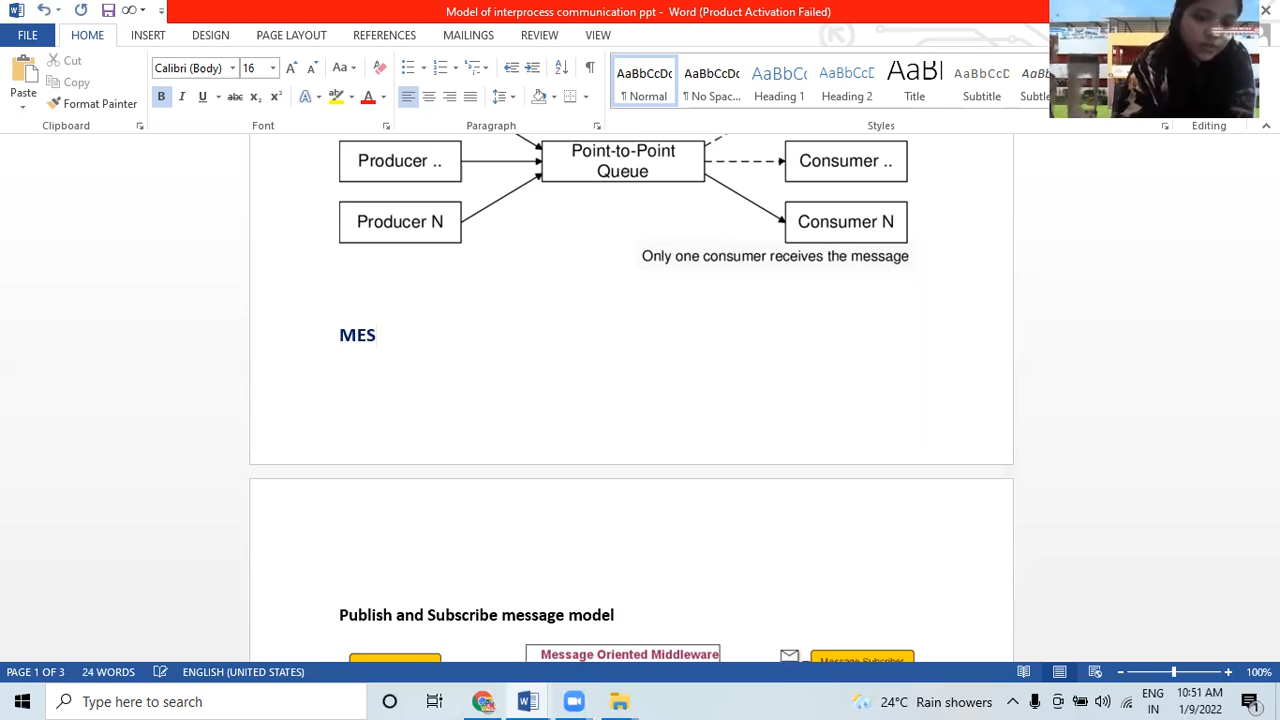 Model of interprocess communication ppt - Word (Product Activation Failed)
FILE HOME INSERT DESIGN PAGE LAYOUT REFERENCES MAILINGS REVIEW VIEW
Paste
Cut
Copy
Format Painter
Clipboard
Calibri (Body) 16
Font
Paragraph
AaBbCcDc AaBbCcDc AaBbCc AaBbCcD AaBl AaBbCcD
¶ Normal ¶ No Spac... Heading 1 Heading 2 Title Subtitle
Styles
Editing
Producer .. Point-to-Point Queue Consumer ..
Producer N Consumer N
Only one consumer receives the message
MES
Publish and Subscribe message model
Message Oriented Middleware
Message Subscriber
PAGE 1 OF 3 24 WORDS ENGLISH (UNITED STATES) 100%
Type here to search
24°C Rain showers
ENG
IN
10:51 AM
1/9/2022